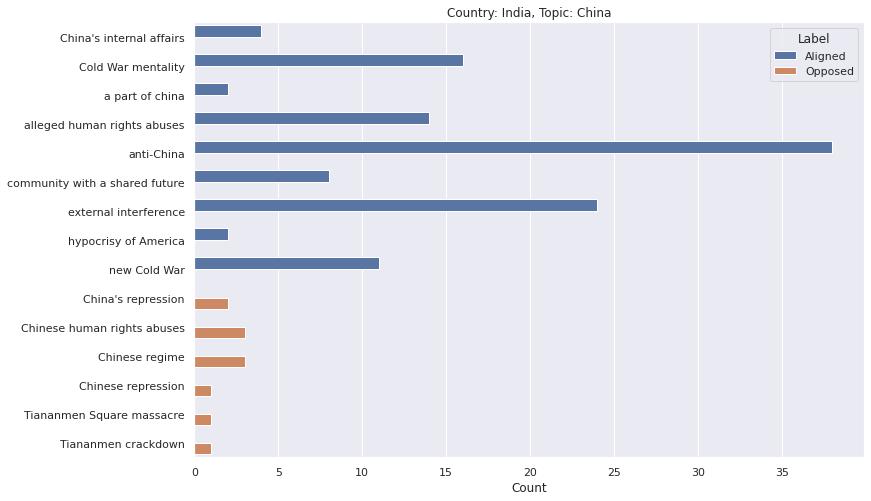 Country: India, Topic: China
Label
Aligned
Opposed
China's internal affairs
Cold War mentality
a part of china
alleged human rights abuses
anti-China
community with a shared future
external interference
hypocrisy of America
new Cold War
China's repression
Chinese human rights abuses
Chinese regime
Chinese repression
Tiananmen Square massacre
Tiananmen crackdown
0 5 10 15 20 25 30 35
Count